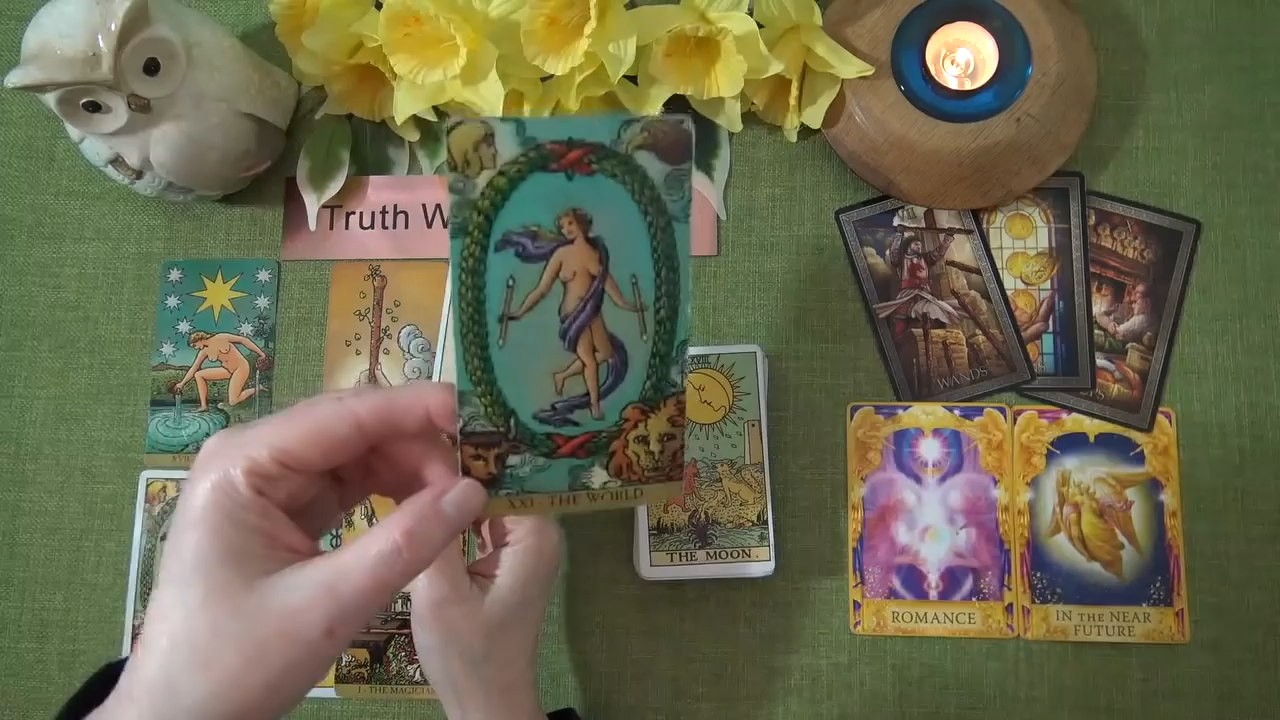 Truth W
XXI · THE WORLD
WANDS
THE MOON.
ROMANCE
IN THE NEAR
FUTURE
I · THE MAGICIAN